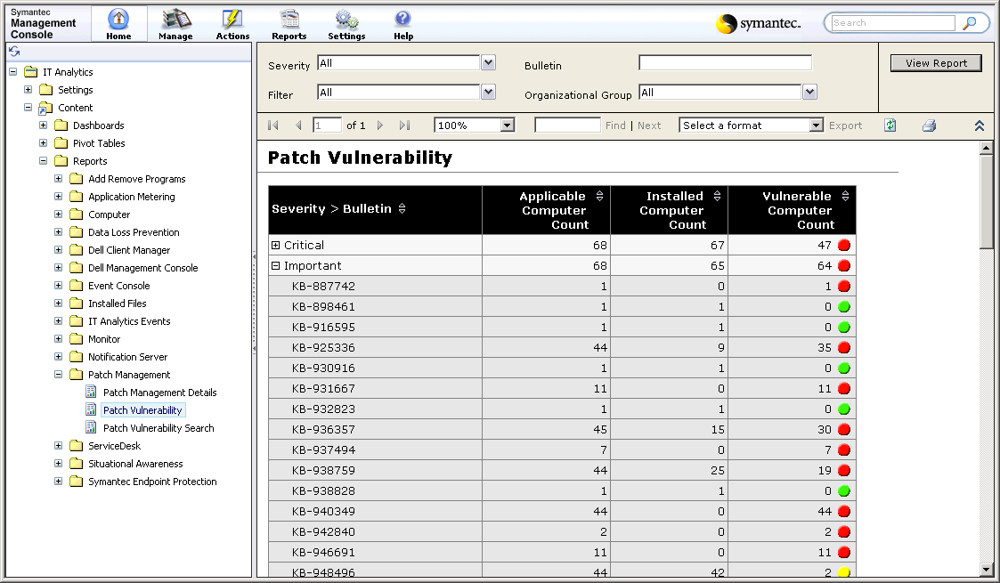 Symantec
Management
Console
Home
Manage
Actions
Reports
Settings
Help
symantec.
Search
IT Analytics
Settings
Content
Dashboards
Pivot Tables
Reports
Add Remove Programs
Application Metering
Computer
Data Loss Prevention
Dell Client Manager
Dell Management Console
Event Console
Installed Files
IT Analytics Events
Monitor
Notification Server
Patch Management
Patch Management Details
Patch Vulnerability
Patch Vulnerability Search
ServiceDesk
Situational Awareness
Symantec Endpoint Protection
Severity All Bulletin
View Report
Filter All Organizational Group All
1 of 1 100% Find | Next Select a format Export
Patch Vulnerability
Severity > Bulletin Applicable Computer Count Installed Computer Count Vulnerable Computer Count
Critical 68 67 47
Important 68 65 64
KB-887742 1 0 1
KB-898461 1 1 0
KB-916595 1 1 0
KB-925336 44 9 35
KB-930916 1 1 0
KB-931667 11 0 11
KB-932823 1 1 0
KB-936357 45 15 30
KB-937494 7 0 7
KB-938759 44 25 19
KB-938828 1 1 0
KB-940349 44 0 44
KB-942840 2 0 2
KB-946691 11 0 11
KB-948496 44 42 2